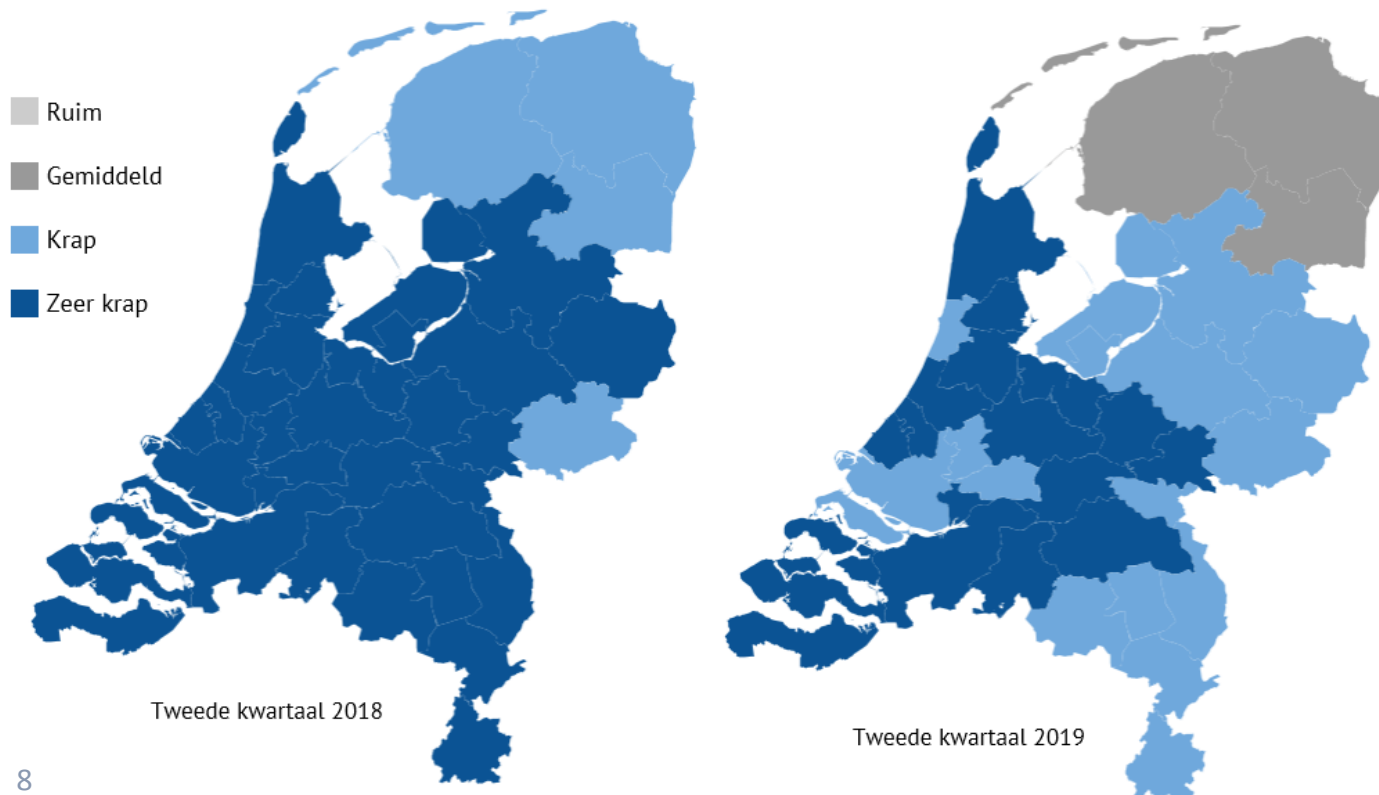 Ruim
Gemiddeld
Krap
Zeer krap
Tweede kwartaal 2018
Tweede kwartaal 2019
8